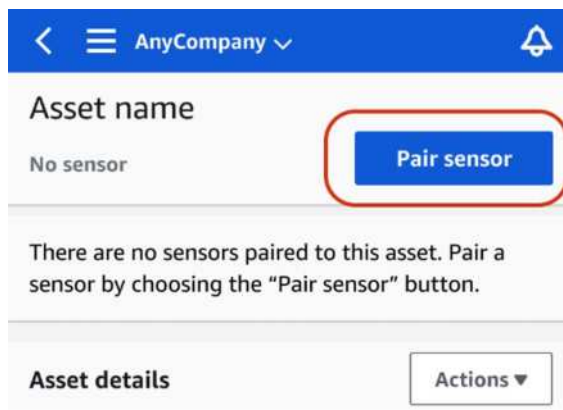 AnyCompany
Asset name
No sensor
Pair sensor
There are no sensors paired to this asset. Pair a
sensor by choosing the “Pair sensor” button.
Asset details
Actions